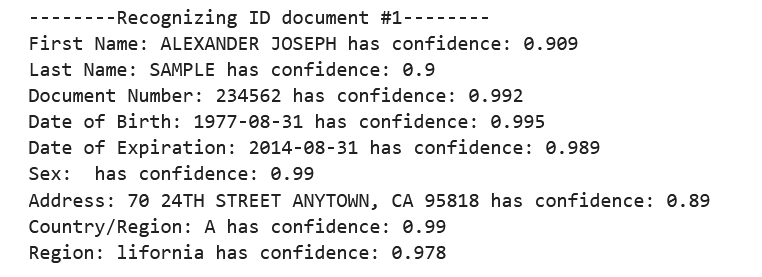 --------Recognizing ID document #1--------
First Name: ALEXANDER JOSEPH has confidence: 0.909
Last Name: SAMPLE has confidence: 0.9
Document Number: 234562 has confidence: 0.992
Date of Birth: 1977-08-31 has confidence: 0.995
Date of Expiration: 2014-08-31 has confidence: 0.989
Sex:  has confidence: 0.99
Address: 70 24TH STREET ANYTOWN, CA 95818 has confidence: 0.89
Country/Region: A has confidence: 0.99
Region: lifornia has confidence: 0.978